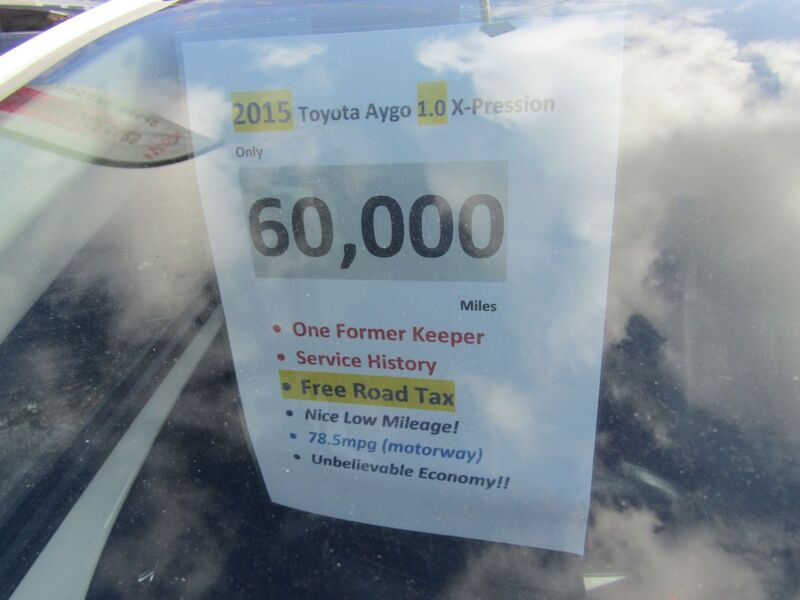 2015 Toyota Aygo 1.0 X-Pression
Only
60,000
Miles
• One Former Keeper
• Service History
• Free Road Tax
• Nice Low Mileage!
• 78.5mpg (motorway)
• Unbelievable Economy!!